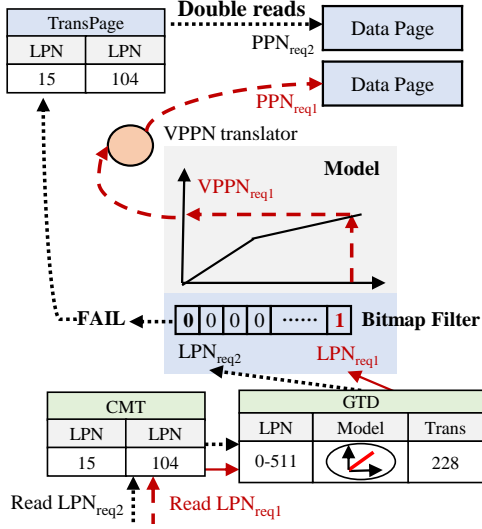 TransPage
LPN LPN
15 104
Double reads
PPNreq2
Data Page
PPNreq1
Data Page
VPPN translator
Model
VPPNreq1
FAIL
0 0 0 0 ...... 1
Bitmap Filter
LPNreq2
LPNreq1
CMT
LPN LPN
15 104
GTD
LPN Model Trans
0-511 228
Read LPNreq2
Read LPNreq1